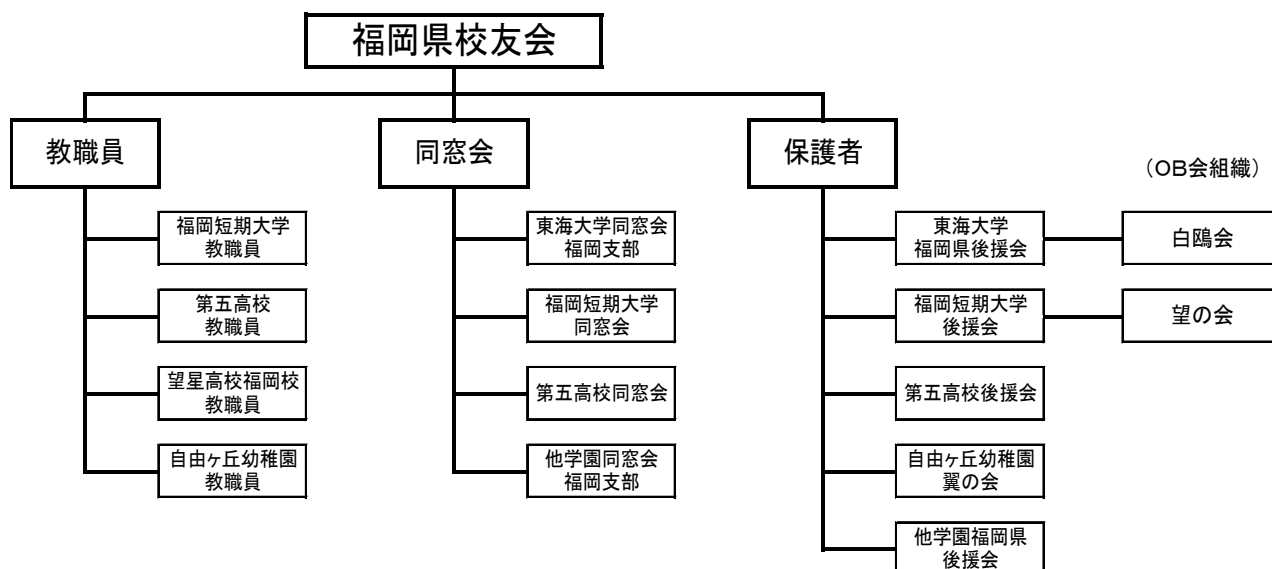 福岡県校友会
教職員
同窓会
保護者
（OB会組織）
福岡短期大学
教職員
第五高校
教職員
望星高校福岡校
教職員
自由ヶ丘幼稚園
教職員
東海大学同窓会
福岡支部
福岡短期大学
同窓会
第五高校同窓会
他学園同窓会
福岡支部
東海大学
福岡県後援会
白鴎会
福岡短期大学
後援会
望の会
第五高校後援会
自由ヶ丘幼稚園
翼の会
他学園福岡県
後援会